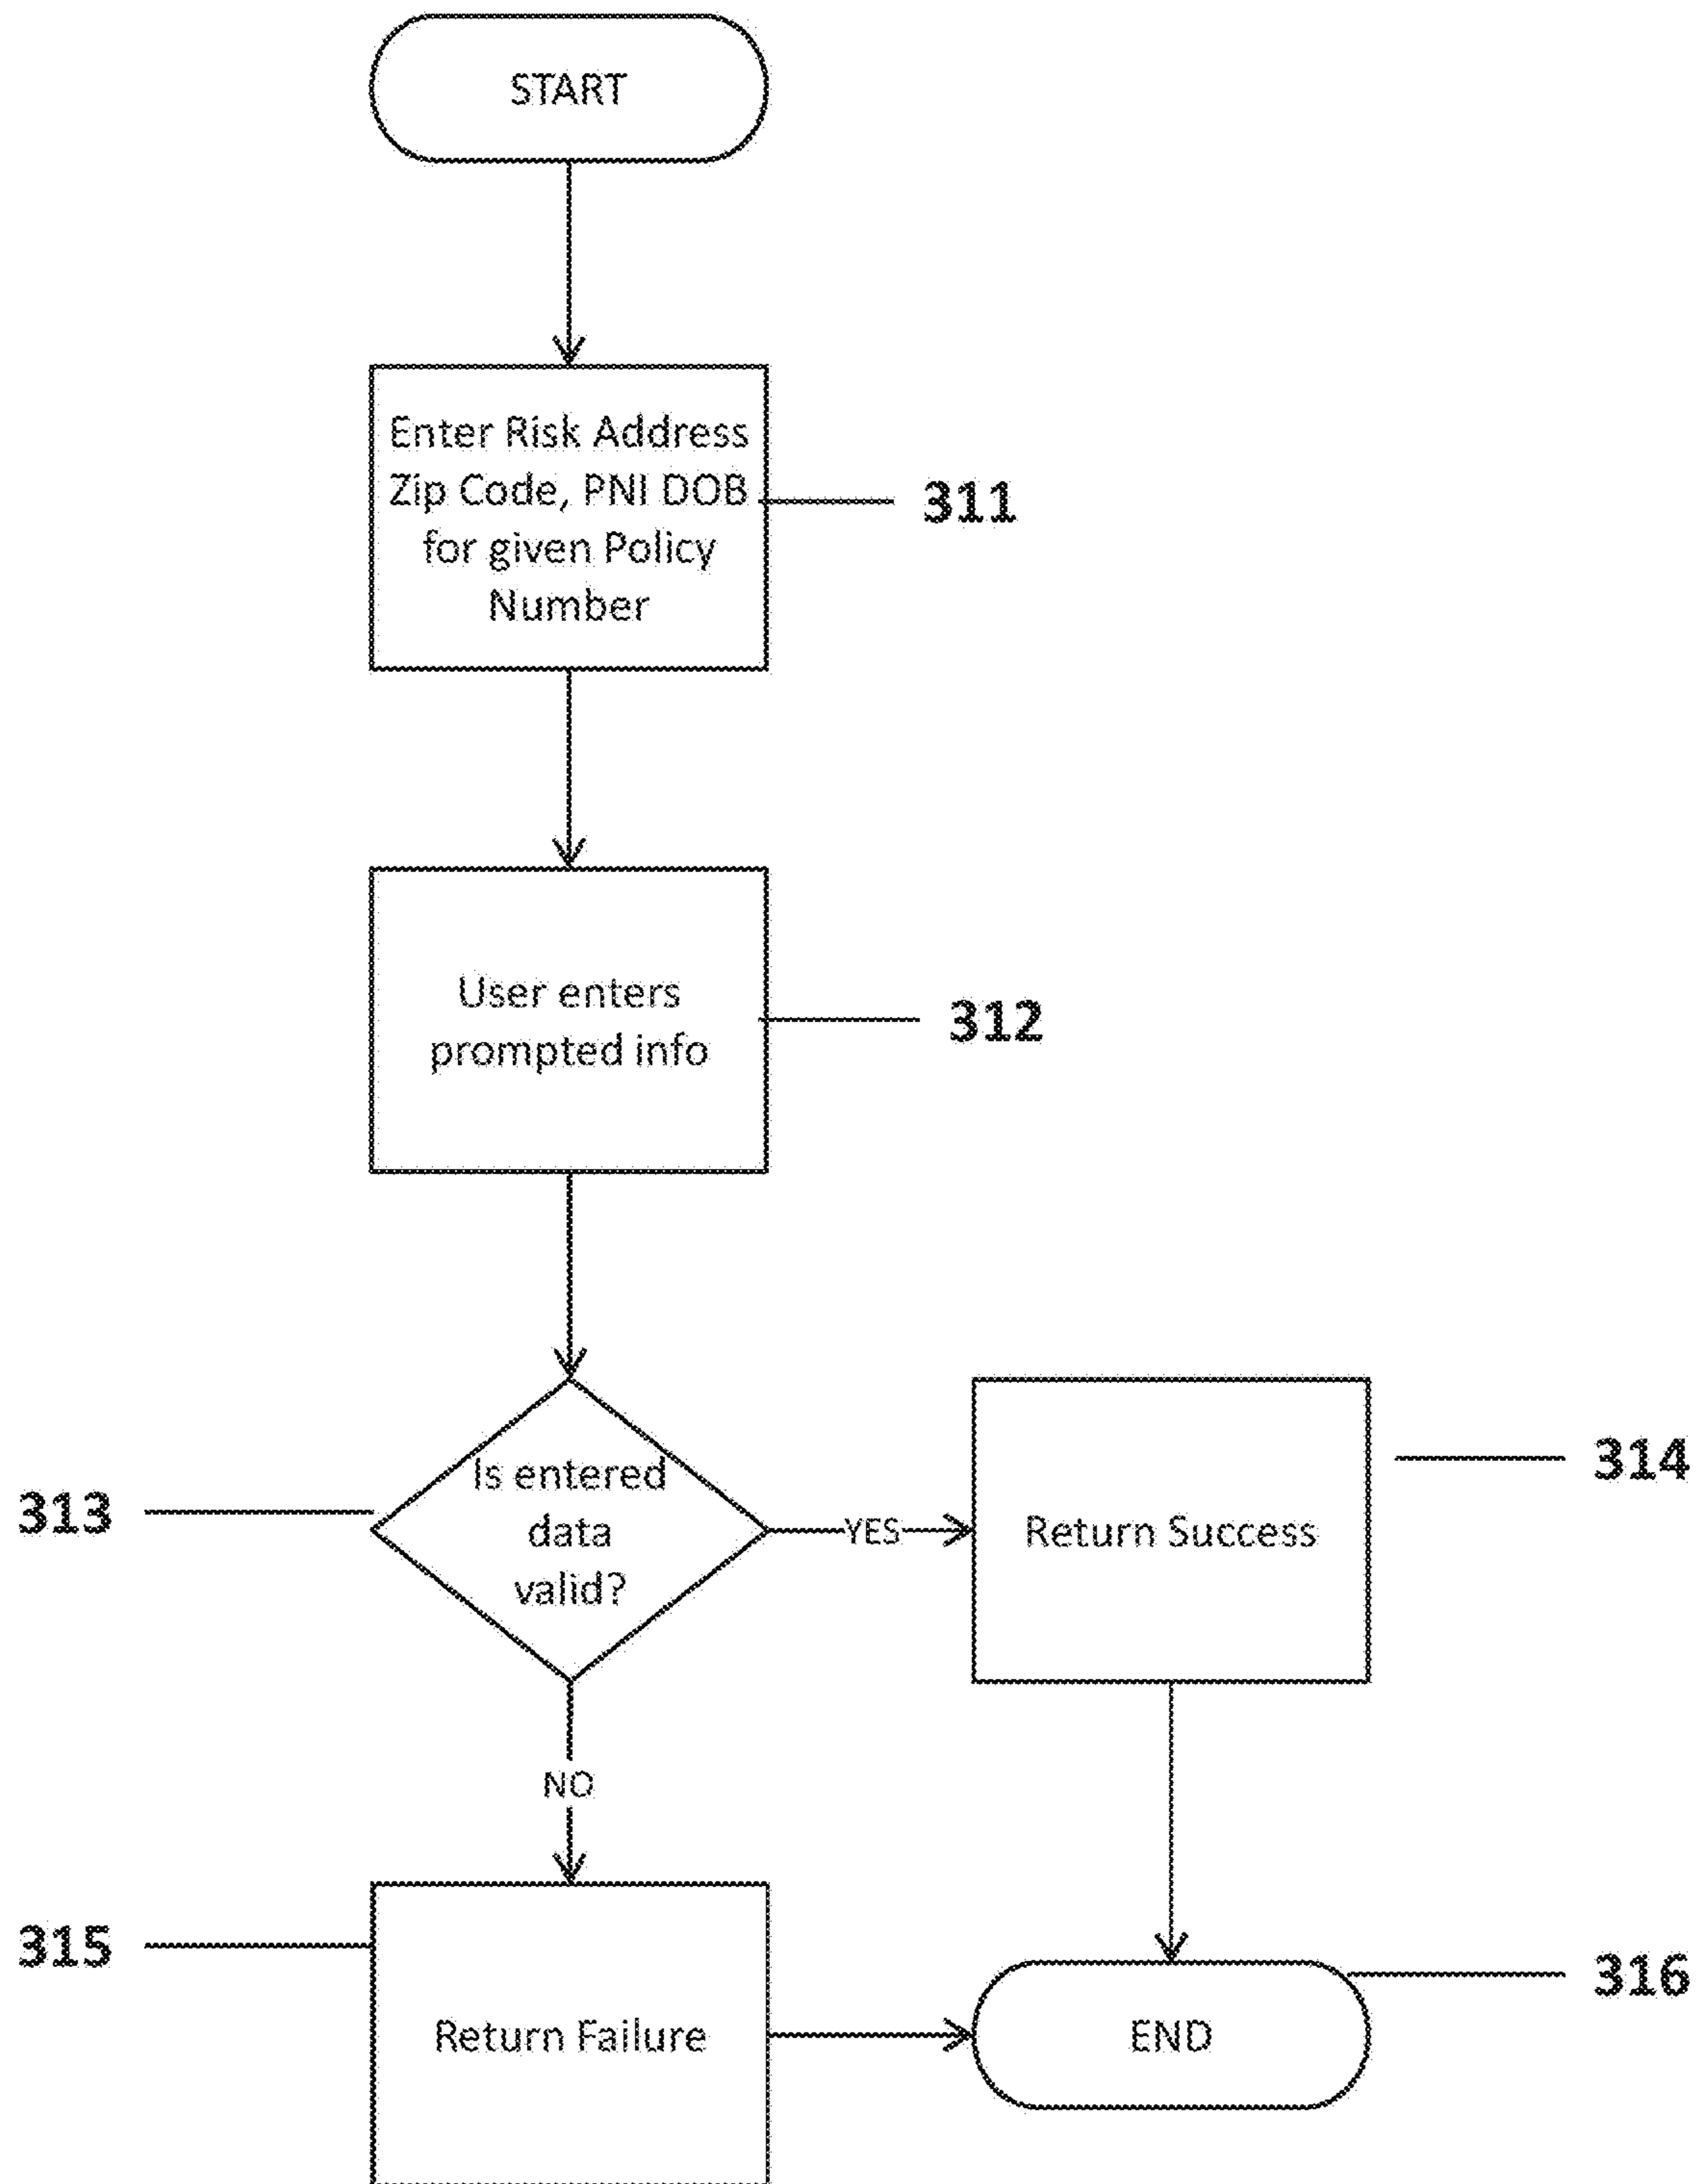 START
Enter Risk Address
Zip Code, PNI DOB
for given Policy
Number
311
User enters
prompted info
312
Is entered
data
valid?
313
YES
Return Success
314
NO
Return Failure
315
END
316